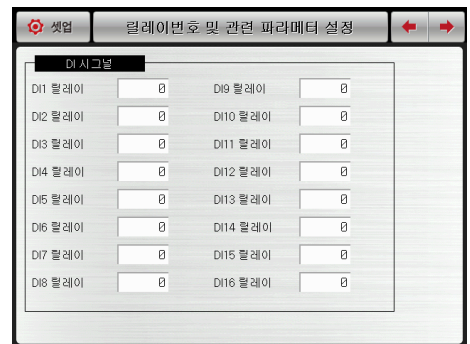 셋업 릴레이번호 및 관련 파라메터 설정
DI 시그널
DI1 릴레이 0 DI9 릴레이 0
DI2 릴레이 0 DI10 릴레이 0
DI3 릴레이 0 DI11 릴레이 0
DI4 릴레이 0 DI12 릴레이 0
DI5 릴레이 0 DI13 릴레이 0
DI6 릴레이 0 DI14 릴레이 0
DI7 릴레이 0 DI15 릴레이 0
DI8 릴레이 0 DI16 릴레이 0